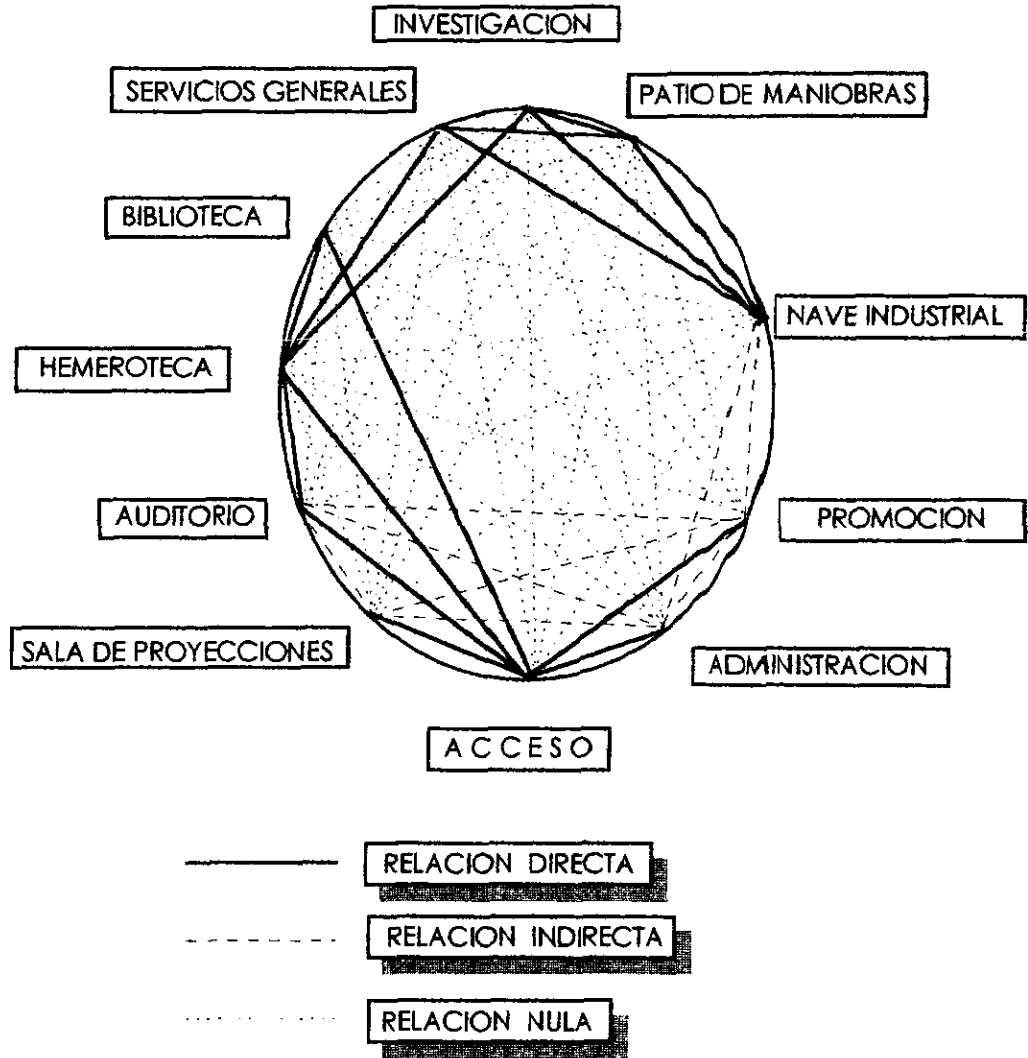 INVESTIGACION
SERVICIOS GENERALES
PATIO DE MANIOBRAS
BIBLIOTECA
NAVE INDUSTRIAL
HEMEROTECA
AUDITORIO
PROMOCION
SALA DE PROYECCIONES
ADMINISTRACION
A C C E S O
RELACION DIRECTA
RELACION INDIRECTA
RELACION NULA